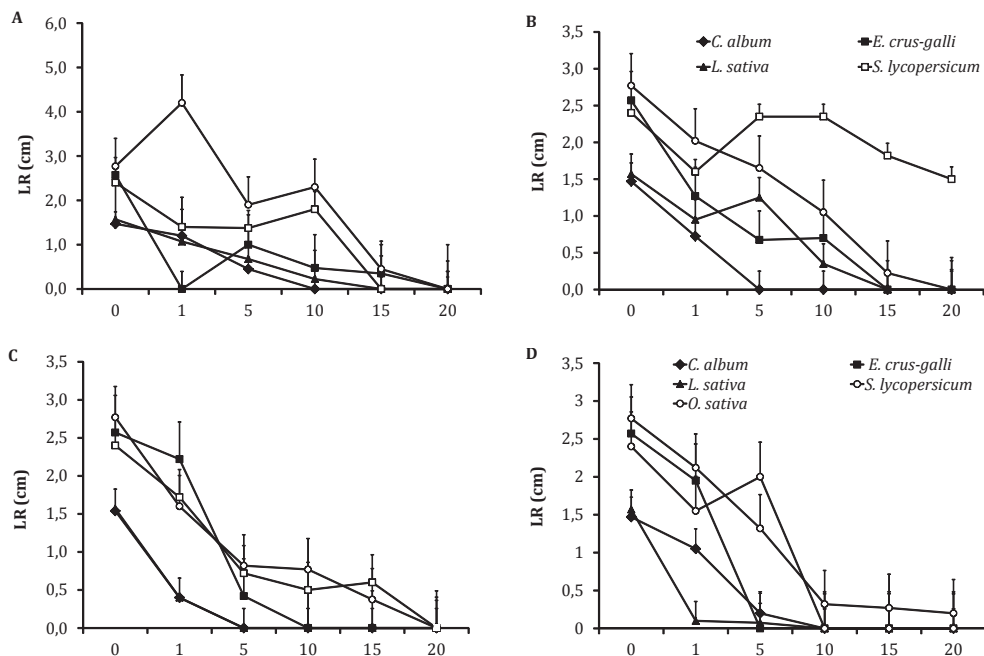 A
6,0
5,0
4,0
3,0
2,0
1,0
0,0
LR (cm)
0 1 5 10 15 20
B
C. album E. crus-galli
L. sativa S. lycopersicum
3,5
3,0
2,5
2,0
1,5
1,0
0,5
0,0
LR (cm)
0 1 5 10 15 20
C
3,5
3,0
2,5
2,0
1,5
1,0
0,5
0,0
LR (cm)
0 1 5 10 15 20
D
C. album E. crus-galli
L. sativa S. lycopersicum
O. sativa
3,5
3
2,5
2
1,5
1
0,5
0
LR (cm)
0 1 5 10 15 20